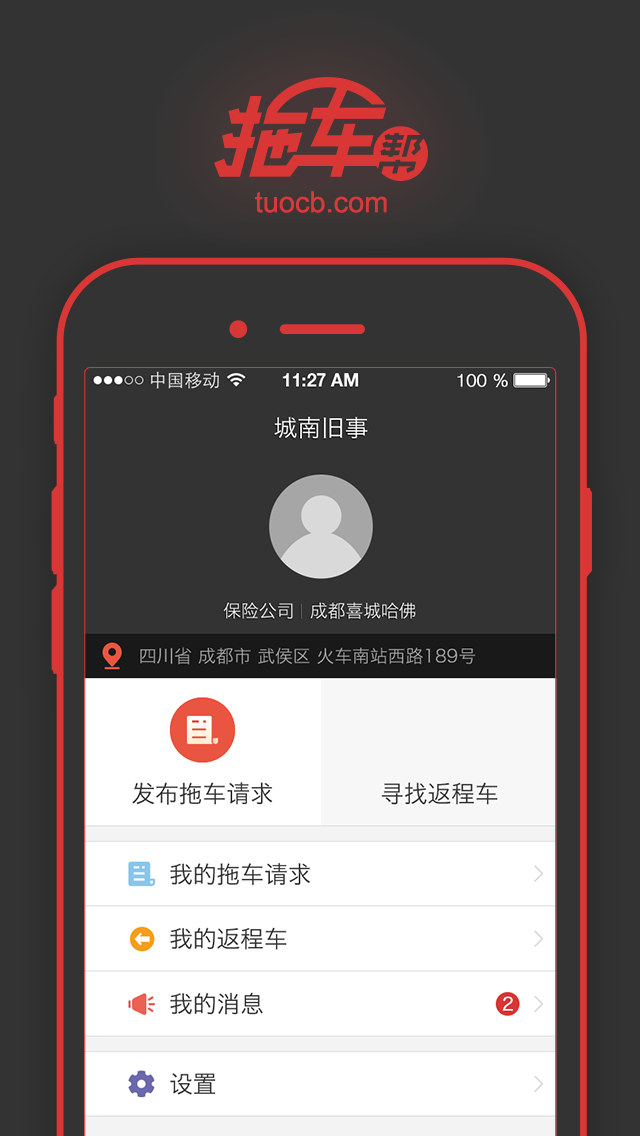 拖车帮
tuocb.com
中国移动 11:27 AM 100 %
城南旧事
保险公司 | 成都喜城哈佛
四川省 成都市 武侯区 火车南站西路189号
发布拖车请求 寻找返程车
我的拖车请求
我的返程车
我的消息 2
设置